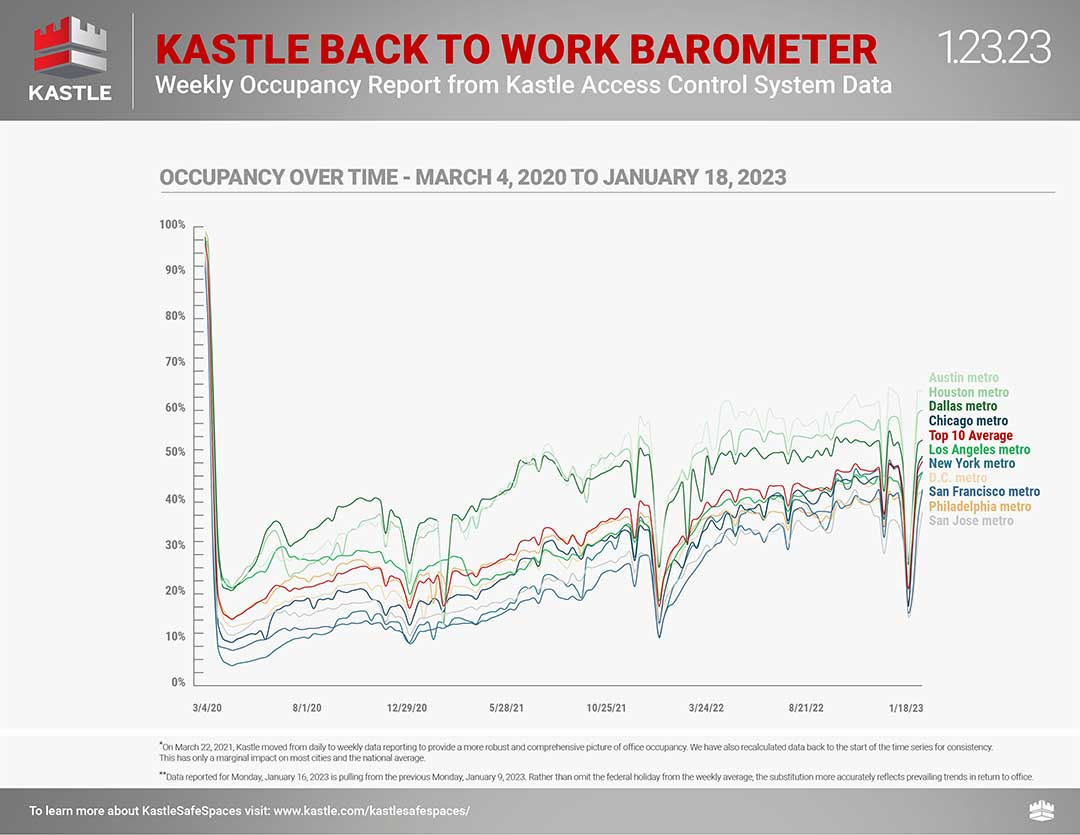 KASTLE
KASTLE BACK TO WORK BAROMETER
Weekly Occupancy Report from Kastle Access Control System Data
1.23.23
OCCUPANCY OVER TIME - MARCH 4, 2020 TO JANUARY 18, 2023
100%
90%
80%
70%
60%
50%
40%
30%
20%
10%
0%
Austin metro
Houston metro
Dallas metro
Chicago metro
Top 10 Average
Los Angeles metro
New York metro
D.C. metro
San Francisco metro
Philadelphia metro
San Jose metro
3/4/20 8/1/20 12/29/20 5/28/21 10/25/21 3/24/22 8/21/22 1/18/23
*On March 22, 2021, Kastle moved from daily to weekly data reporting to provide a more robust and comprehensive picture of office occupancy. We have also recalculated data back to the start of the time series for consistency.
This has only a marginal impact on most cities and the national average.
**Data reported for Monday, January 16, 2023 is pulling from the previous Monday, January 9, 2023. Rather than omit the federal holiday from the weekly average, the substitution more accurately reflects prevailing trends in return to office.
To learn more about KastleSafeSpaces visit: www.kastle.com/kastlesafespaces/